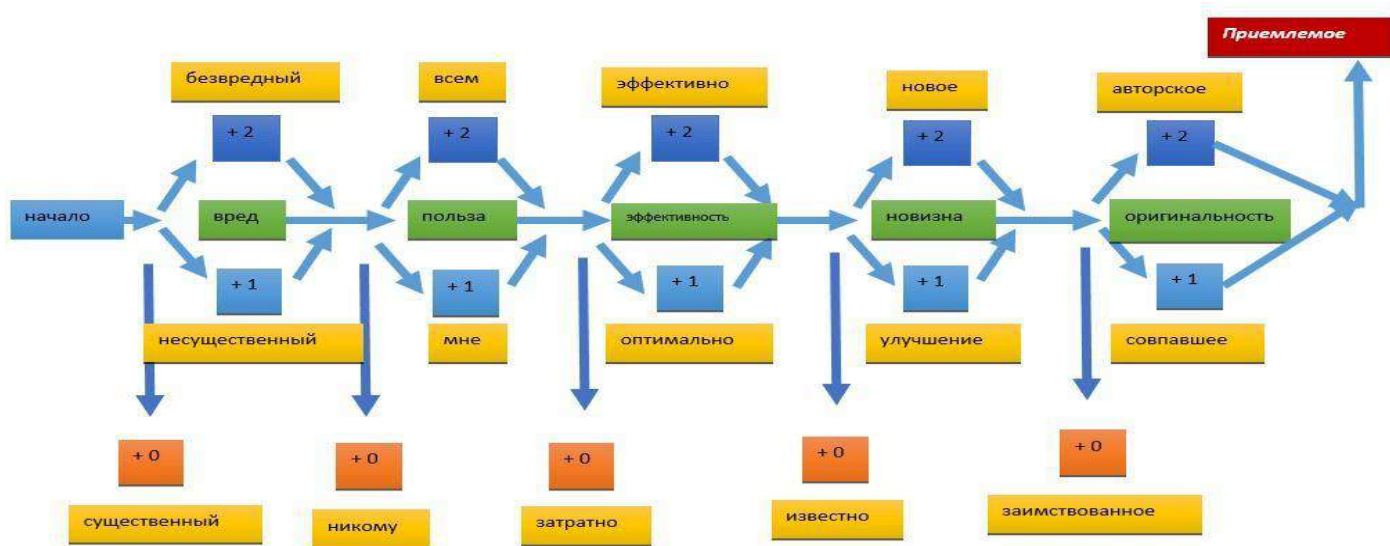 Приемлемое
безвредный
всем
эффективно
новое
авторское
+ 2
+ 2
+ 2
+ 2
+ 2
начало
вред
польза
эффективность
новизна
оригинальность
+ 1
+ 1
+ 1
+ 1
+ 1
несущественный
мне
оптимально
улучшение
совпавшее
+ 0
+ 0
+ 0
+ 0
+ 0
существенный
никому
затратно
известно
заимствованное